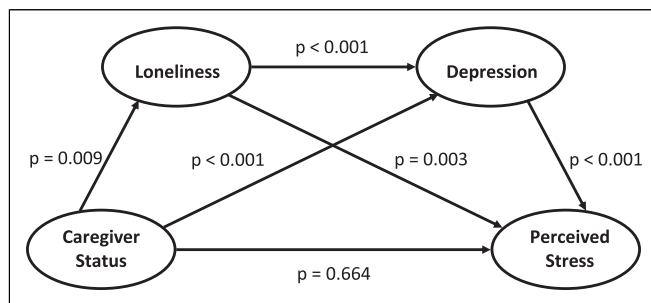 p < 0.001
Loneliness
Depression
p = 0.009
p < 0.001
p = 0.003
p < 0.001
Caregiver
Status
Perceived
Stress
p = 0.664